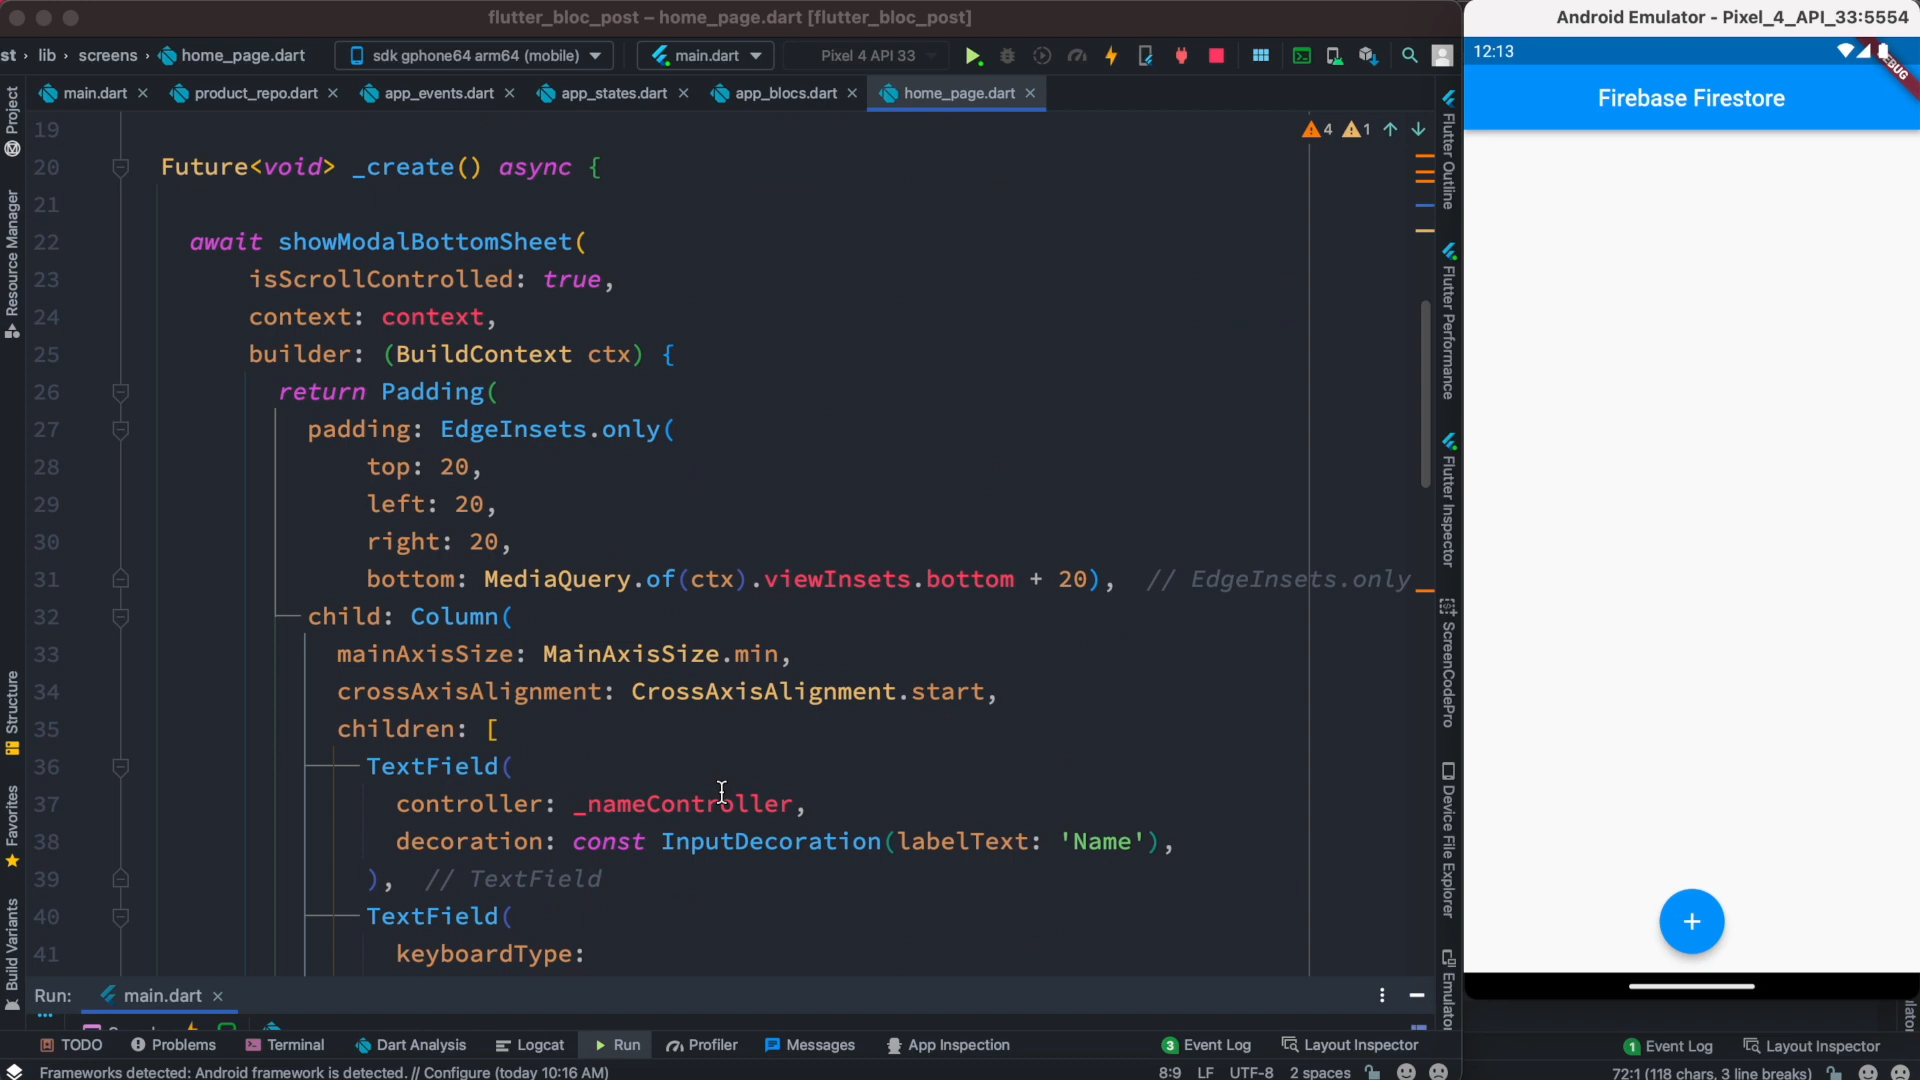 flutter_bloc_post – home_page.dart [flutter_bloc_post]
st › lib › screens › home_page.dart
sdk gphone64 arm64 (mobile)
main.dart
Pixel 4 API 33
main.dart
product_repo.dart
app_events.dart
app_states.dart
app_blocs.dart
home_page.dart
4 1
19
20 Future<void> _create() async {
21
22 await showModalBottomSheet(
23 isScrollControlled: true,
24 context: context,
25 builder: (BuildContext ctx) {
26 return Padding(
27 padding: EdgeInsets.only(
28 top: 20,
29 left: 20,
30 right: 20,
31 bottom: MediaQuery.of(ctx).viewInsets.bottom + 20), // EdgeInsets.only
32 child: Column(
33 mainAxisSize: MainAxisSize.min,
34 crossAxisAlignment: CrossAxisAlignment.start,
35 children: [
36 TextField(
37 controller: _nameController,
38 decoration: const InputDecoration(labelText: 'Name'),
39 ), // TextField
40 TextField(
41 keyboardType:
Project
Resource Manager
Structure
Favorites
Build Variants
Flutter Outline
Flutter Performance
Flutter Inspector
ScreenCodePro
Device File Explorer
Emulator
Run: main.dart
TODO
Problems
Terminal
Dart Analysis
Logcat
Run
Profiler
Messages
App Inspection
3 Event Log
Layout Inspector
Frameworks detected: Android framework is detected. // Configure (today 10:16 AM)
8:9 LF UTF-8 2 spaces
Android Emulator - Pixel_4_API_33:5554
12:13
Firebase Firestore
+
1 Event Log
Layout Inspector
72:1 (118 chars, 3 line breaks)